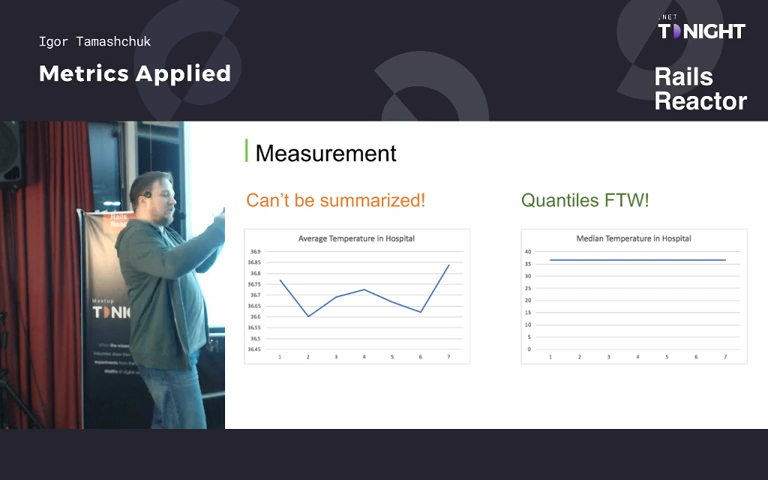 Igor Tamashchuk
Metrics Applied
.NET
TONIGHT
Rails
Reactor
Measurement
Can't be summarized!
Quantiles FTW!
Average Temperature in Hospital
36.9
36.85
36.8
36.75
36.7
36.65
36.6
36.55
36.5
36.45
1 2 3 4 5 6 7
Median Temperature in Hospital
40
35
30
25
20
15
10
5
0
1 2 3 4 5 6 7
Rails
Meetup